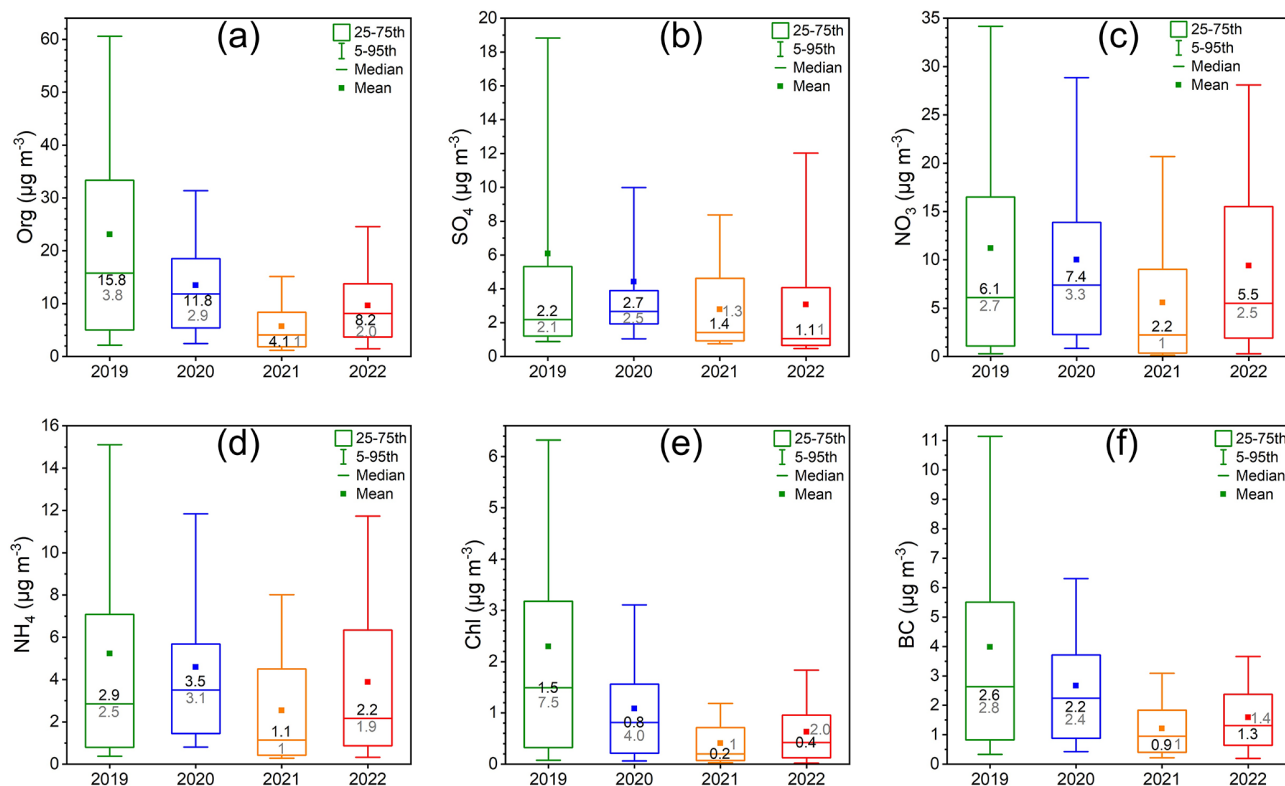 (a)
Org (µg m⁻³)
60
50
40
30
20
10
0
25-75th
5-95th
Median
Mean
15.8
3.8
11.8
2.9
4.1 1
8.2
2.0
2019 2020 2021 2022
(b)
SO₄ (µg m⁻³)
20
18
16
14
12
10
8
6
4
2
0
25-75th
5-95th
Median
Mean
2.2
2.1
2.7
2.5
1.3
1.4
1.1 1
2019 2020 2021 2022
(c)
NO₃ (µg m⁻³)
35
30
25
20
15
10
5
0
25-75th
5-95th
Median
Mean
6.1
2.7
7.4
3.3
2.2
1
5.5
2.5
2019 2020 2021 2022
(d)
NH₄ (µg m⁻³)
16
14
12
10
8
6
4
2
0
25-75th
5-95th
Median
Mean
2.9
2.5
3.5
3.1
1.1
1
2.2
1.9
2019 2020 2021 2022
(e)
Chl (µg m⁻³)
6
5
4
3
2
1
0
25-75th
5-95th
Median
Mean
1.5
7.5
0.8
4.0
1
0.2
2.0
0.4
2019 2020 2021 2022
(f)
BC (µg m⁻³)
11
10
9
8
7
6
5
4
3
2
1
0
25-75th
5-95th
Median
Mean
2.6
2.8
2.2
2.4
0.9 1
1.4
1.3
2019 2020 2021 2022